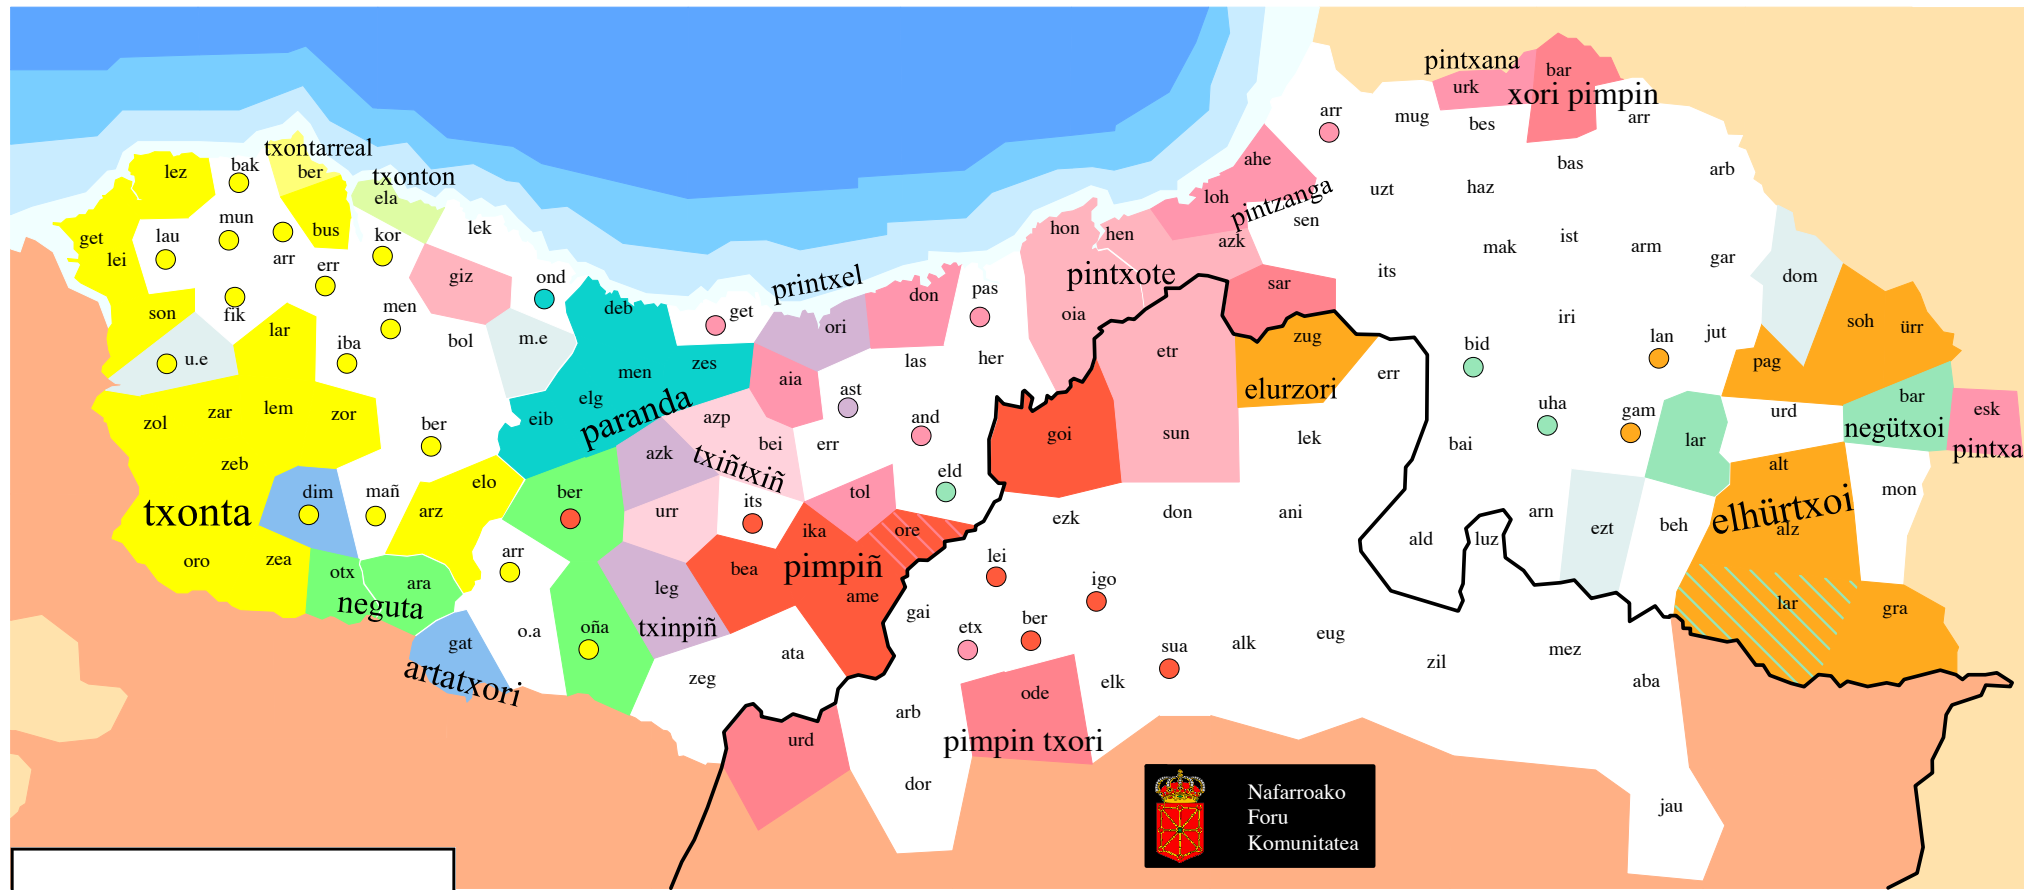 pintxana
bar
urk
xori pimpin
arr
mug
bes
arr
txontarreal
bak
lez
ber
txonton
ela
ahe
bas
arb
uzt
haz
loh
pintzanga
sen
mun
get
lau
bus
kor
lek
hon
hen
azk
lei
arr
err
giz
ond
printxel
don
pas
pintxote
its
mak
ist
arm
gar
dom
son
fik
lar
men
deb
get
ori
oia
sar
iba
bol
m.e
u.e
zes
las
her
etr
zug
iri
bid
lan
jut
soh
ürr
men
aia
ast
elurzori
err
pag
zol
zar
lem
zor
elg
eib
paranda
azp
bei
and
err
goi
sun
lek
bai
uha
gam
lar
urd
bar
negütxoi
esk
pintxa
ber
zeb
azk
txiñtxiñ
eld
alt
mon
txonta
dim
mañ
elo
arz
ber
urr
its
tol
ika
ore
ezk
don
ani
ald
luz
arn
ezt
beh
elhürtxoi
alz
oro
zea
otx
ara
neguta
arr
bea
pimpiñ
ame
leg
lei
igo
gai
lar
gra
gat
artatxori
o.a
oña
txinpiñ
ata
zeg
etx
ber
sua
alk
eug
zil
mez
aba
ode
elk
arb
urd
pimpin txori
dor
jau
Nafarroako
Foru
Komunitatea